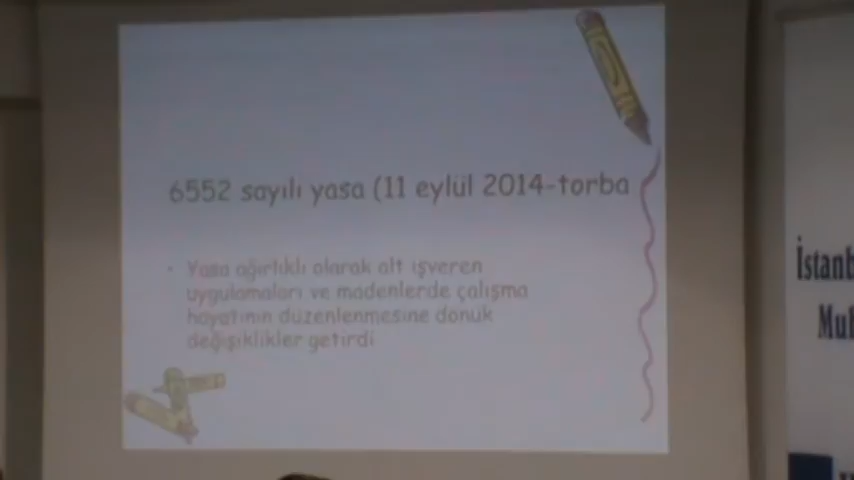 6552 sayılı yasa (11 eylül 2014-torba
• Yasa ağırlıklı olarak alt işveren
uygulamaları ve madenlerde çalışma
hayatının düzenlenmesine dönük
değişiklikler getirdi
İstanb
Mul